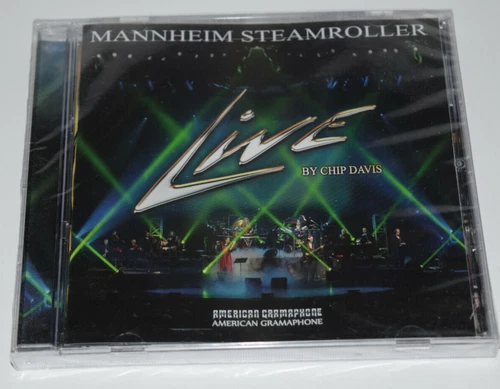 MANNHEIM STEAMROLLER
LIVE
BY CHIP DAVIS
AMERICAN GRAMAPHONE
AMERICAN GRAMAPHONE